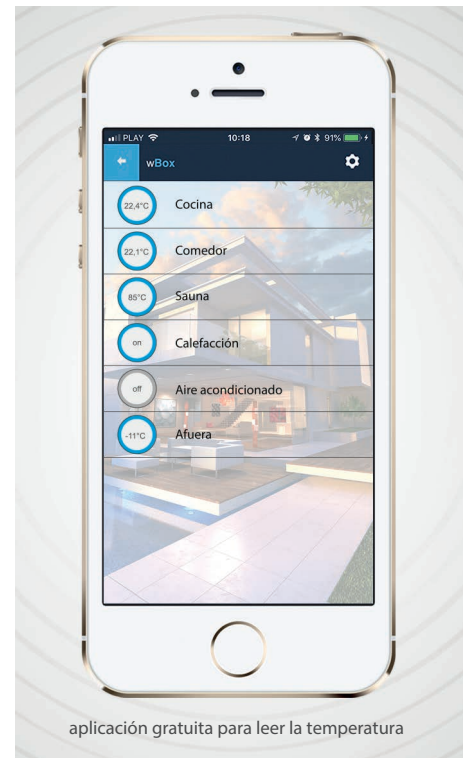 PLAY 10:18 91%
wBox
22,4°C Cocina
22,1°C Comedor
85°C Sauna
on Calefacción
off Aire acondicionado
-11°C Afuera
aplicación gratuita para leer la temperatura